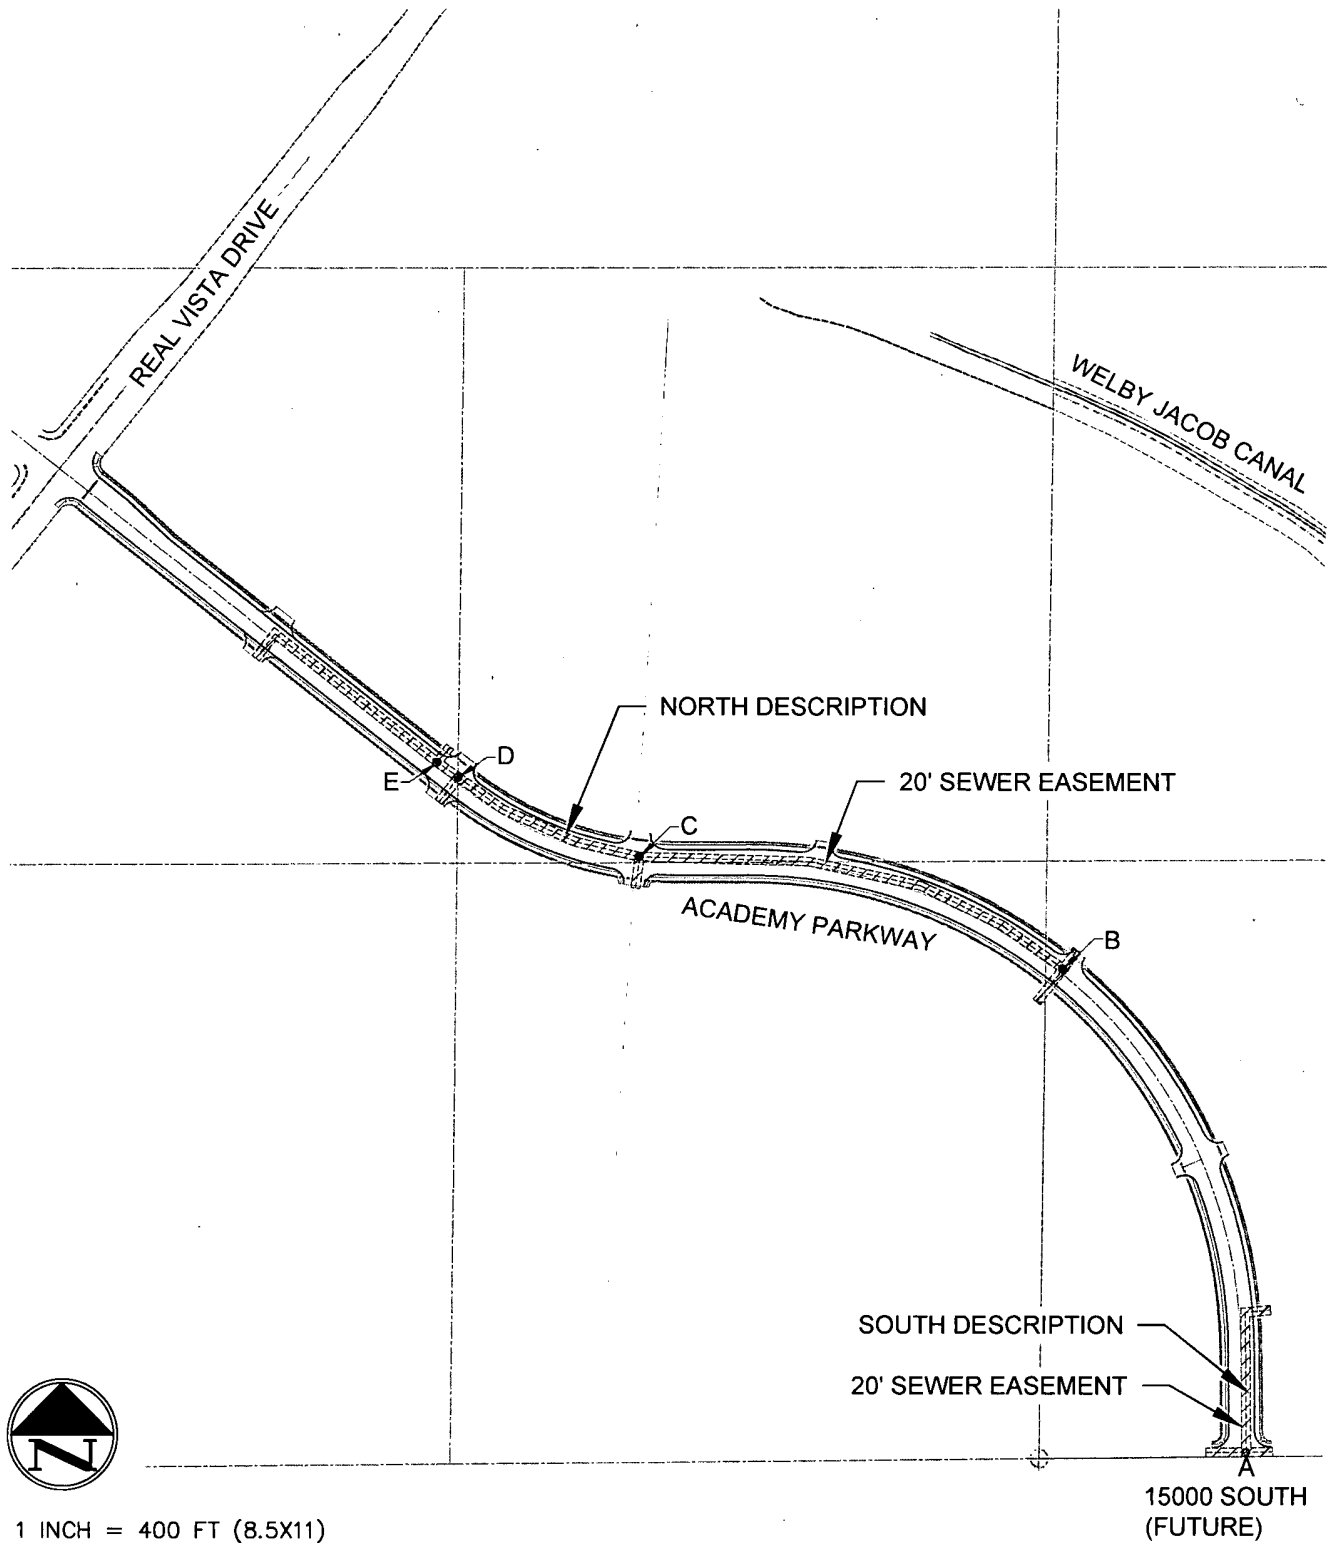 REAL VISTA DRIVE
WELBY JACOB CANAL
NORTH DESCRIPTION
D
E
20' SEWER EASEMENT
C
ACADEMY PARKWAY
B
SOUTH DESCRIPTION
20' SEWER EASEMENT
N
A
15000 SOUTH
(FUTURE)
1 INCH = 400 FT (8.5X11)